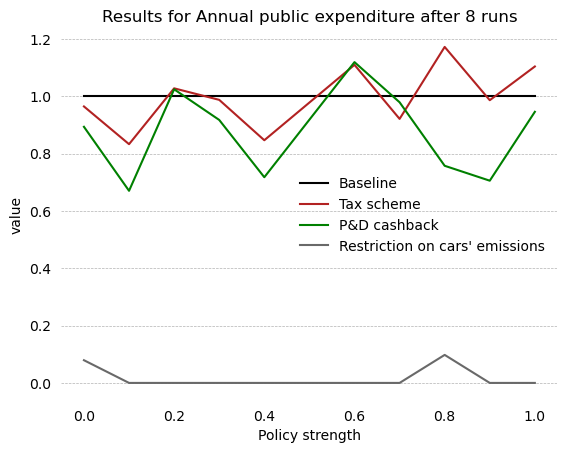 Results for Annual public expenditure after 8 runs
1.2
1.0
0.8
0.6
0.4
0.2
0.0
value
Baseline
Tax scheme
P&D cashback
Restriction on cars' emissions
0.0 0.2 0.4 0.6 0.8 1.0
Policy strength